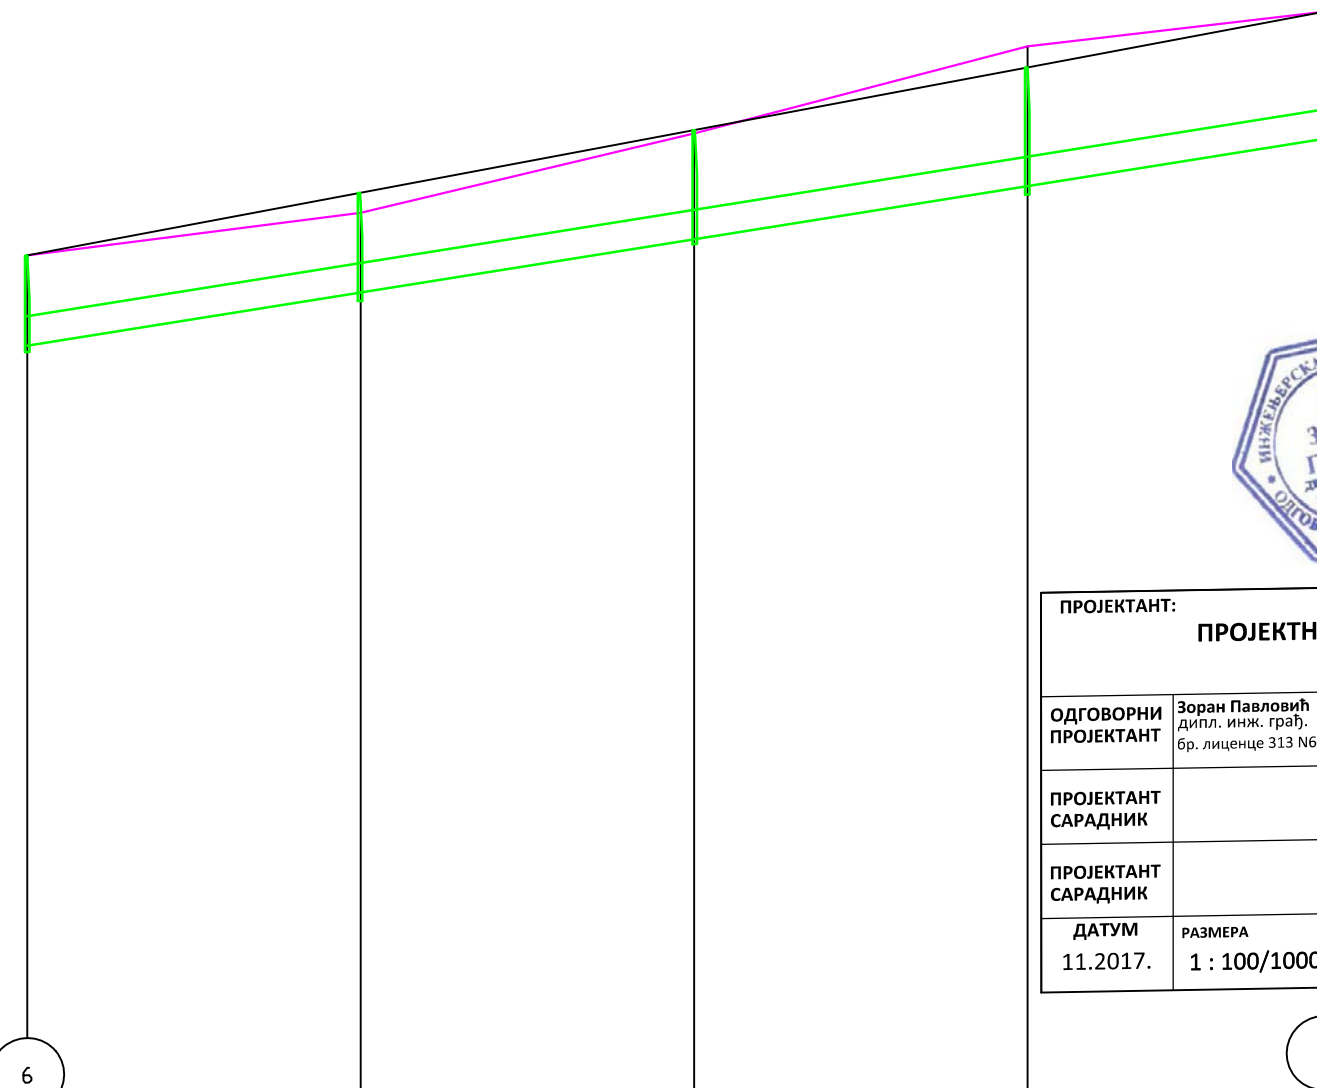 ИНЖЕЊЕРСКА
ПРОЈЕКТАНТ:
ПРОЈЕКТН
ОДГОВОРНИ
ПРОЈЕКТАНТ
Зоран Павловић
дипл. инж. грађ.
бр. лиценце 313 N6
ПРОЈЕКТАНТ
САРАДНИК
ПРОЈЕКТАНТ
САРАДНИК
ДАТУМ
11.2017.
РАЗМЕРА
1 : 100/1000
6